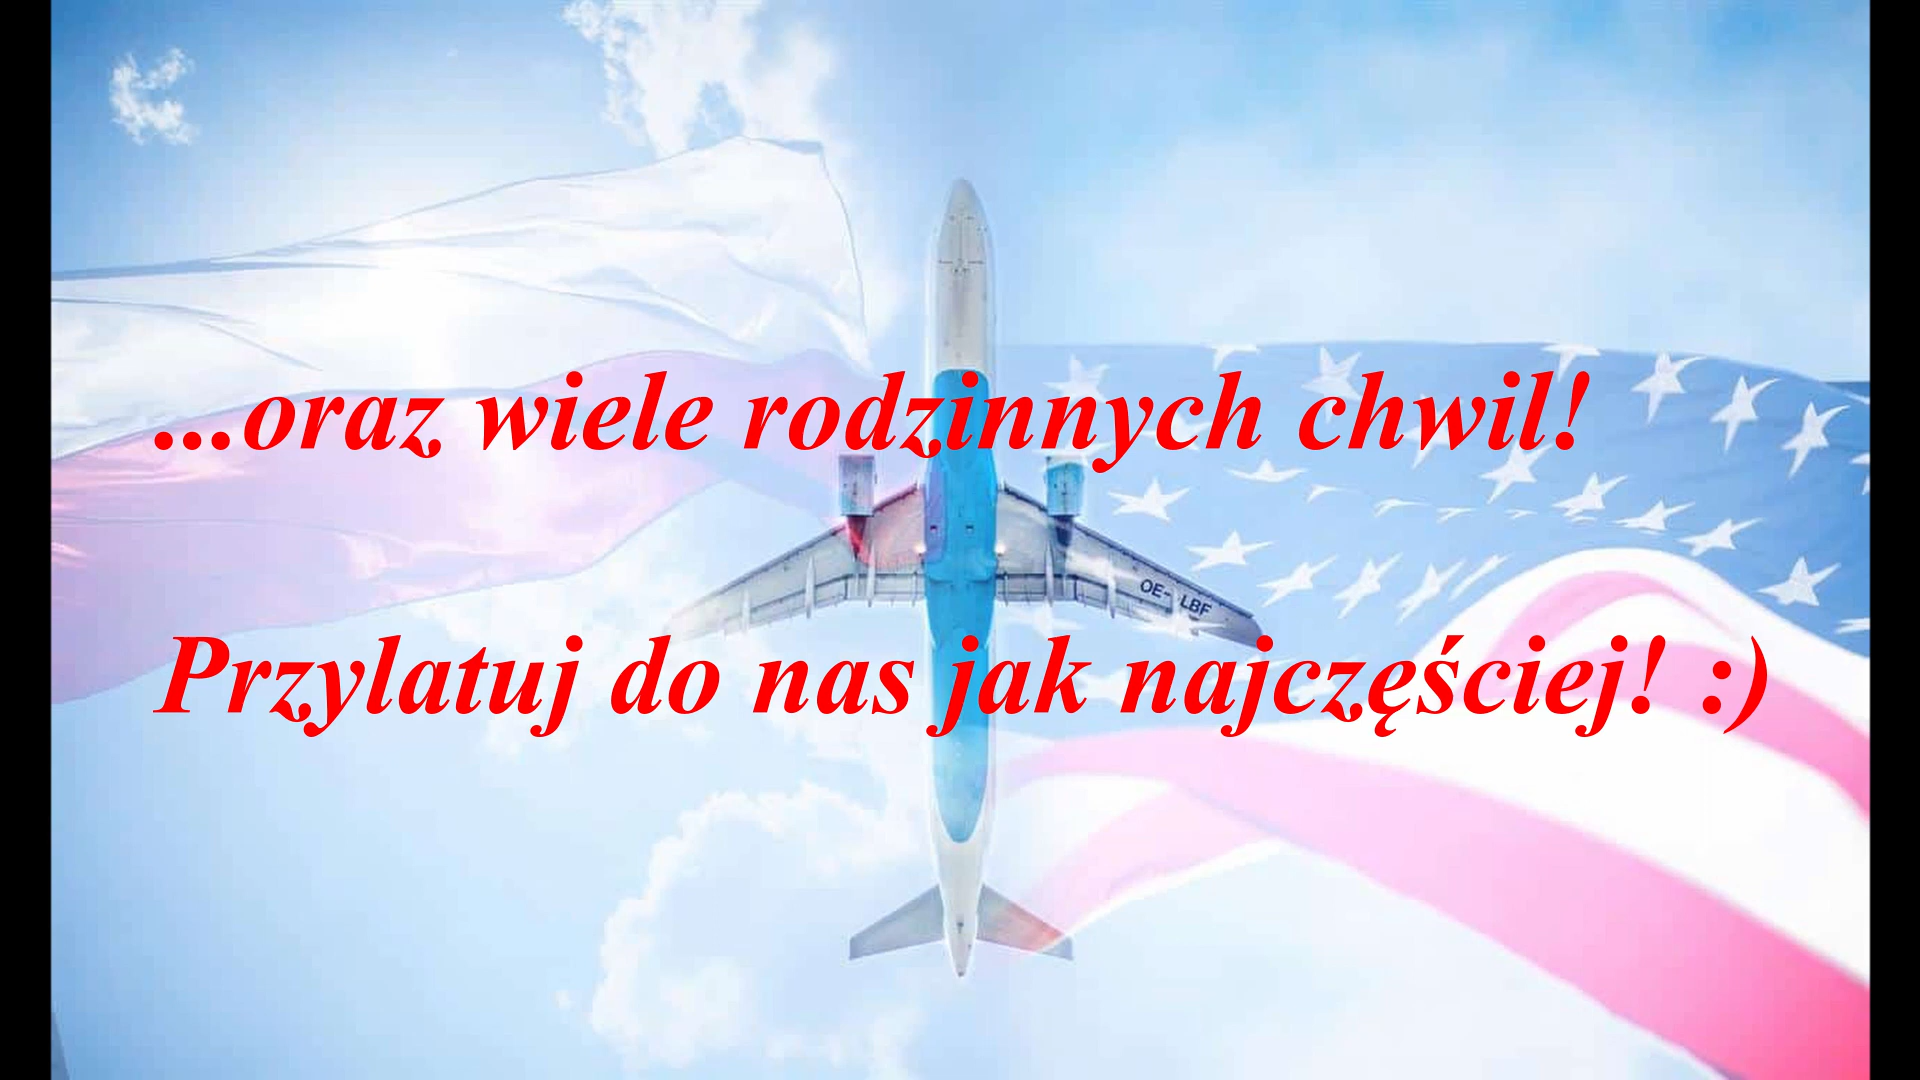 ...oraz wiele rodzinnych chwil!
OE-LBF
Przylatuj do nas jak najczęściej! :)